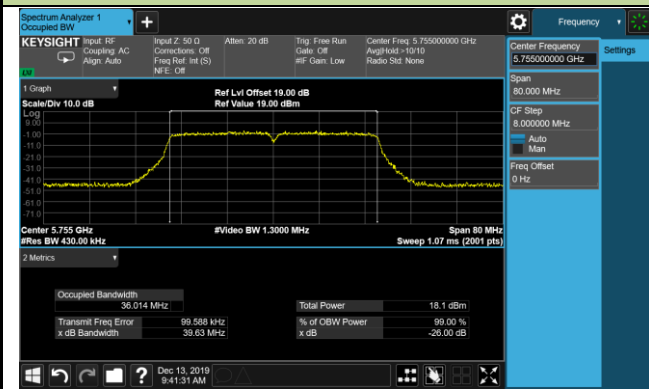 Spectrum Analyzer 1
Occupied BW
+
Frequency
KEYSIGHT Input: RF
Coupling: AC
Align: Auto
Input Z: 50 Ω
Corrections: Off
Freq Ref: Int (S)
NFE: Off
Atten: 20 dB
Trig: Free Run
Gate: Off
#IF Gain: Low
Center Freq: 5.755000000 GHz
Avg|Hold:>10/10
Radio Std: None
Center Frequency
5.755000000 GHz
Settings
Span
80.000 MHz
CF Step
8.000000 MHz
Auto
Man
Freq Offset
0 Hz
1 Graph
Scale/Div 10.0 dB
Ref Lvl Offset 19.00 dB
Ref Value 19.00 dBm
Log
9.00
-1.00
-11.0
-21.0
-31.0
-41.0
-51.0
-61.0
-71.0
Center 5.755 GHz
#Res BW 430.00 kHz
#Video BW 1.3000 MHz
Span 80 MHz
Sweep 1.07 ms (2001 pts)
2 Metrics
Occupied Bandwidth
36.014 MHz
Total Power 18.1 dBm
Transmit Freq Error 99.588 kHz
% of OBW Power 99.00 %
x dB Bandwidth 39.63 MHz
x dB -26.00 dB
?
Dec 13, 2019
9:41:31 AM